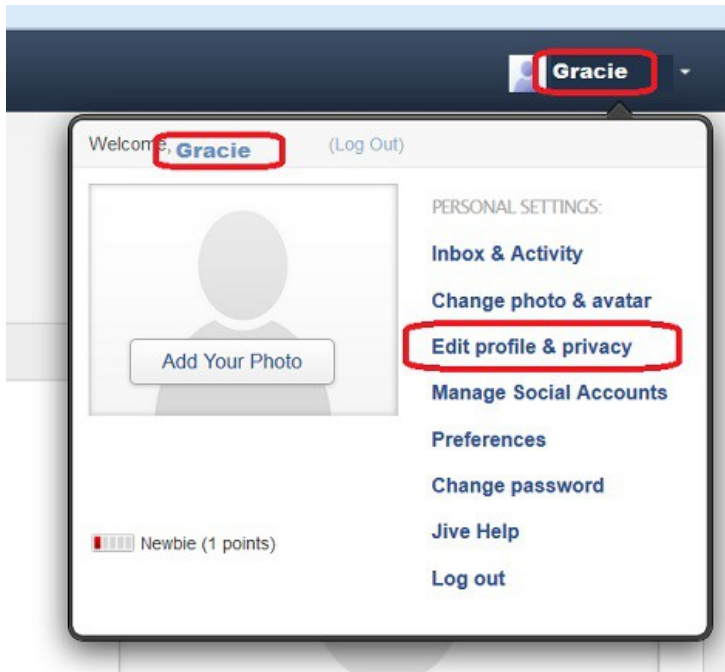 Gracie
Welcome, Gracie (Log Out)
PERSONAL SETTINGS:
Inbox & Activity
Change photo & avatar
Edit profile & privacy
Manage Social Accounts
Preferences
Change password
Jive Help
Log out
Add Your Photo
Newbie (1 points)